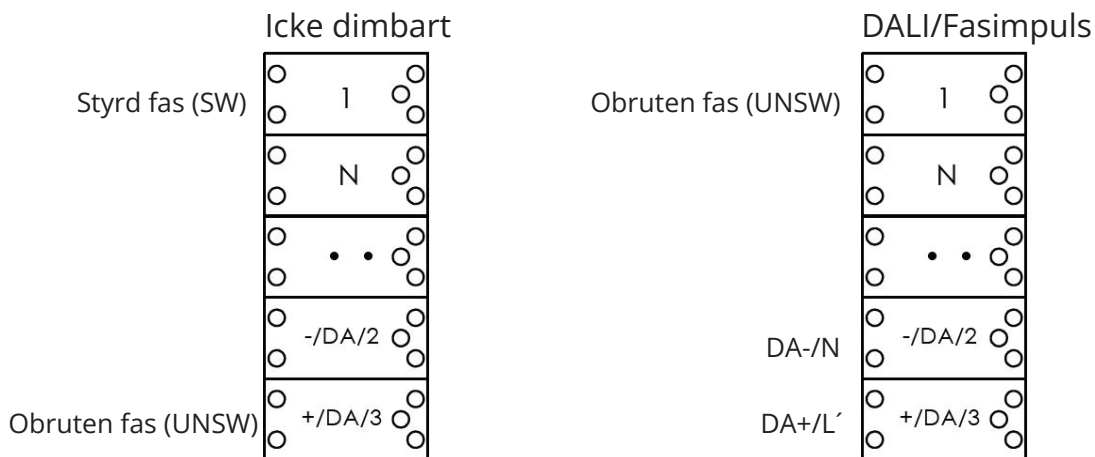 Icke dimbart
Styrd fas (SW)
1
N
• •
-/DA/2
Obruten fas (UNSW)
+/DA/3
DALI/Fasimpuls
Obruten fas (UNSW)
1
N
• •
DA-/N
-/DA/2
DA+/L´
+/DA/3